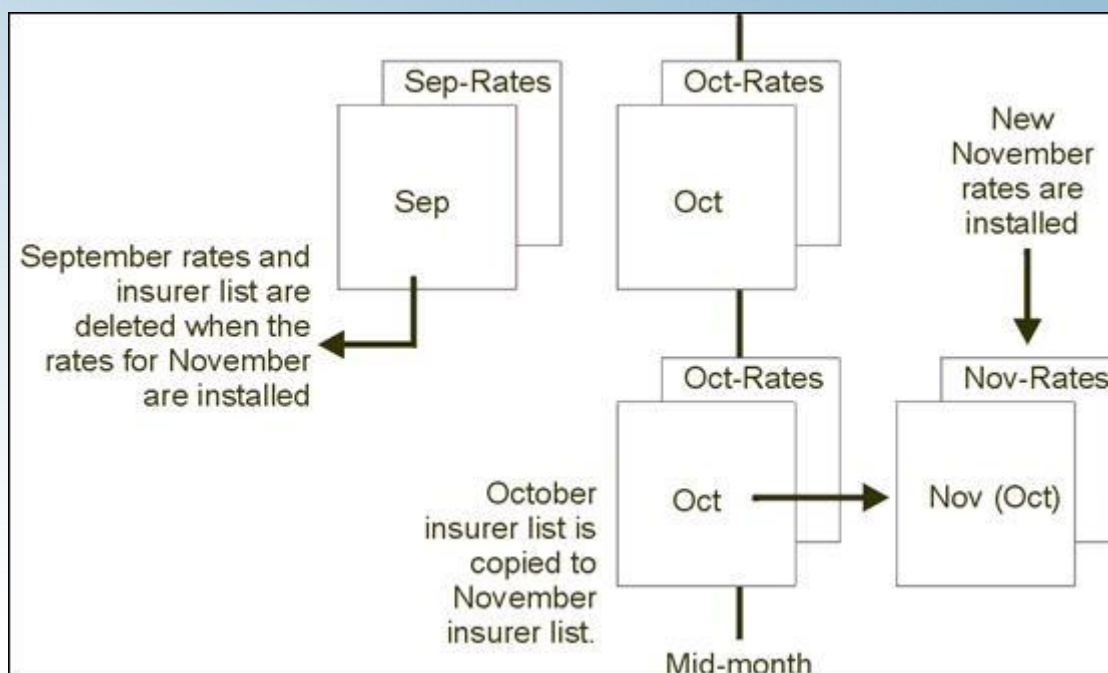 Sep-Rates
Sep
September rates and
insurer list are
deleted when the
rates for November
are installed
Oct-Rates
Oct
New
November
rates are
installed
Oct-Rates
Oct
October
insurer list is
copied to
November
insurer list.
Nov-Rates
Nov (Oct)
Mid-month